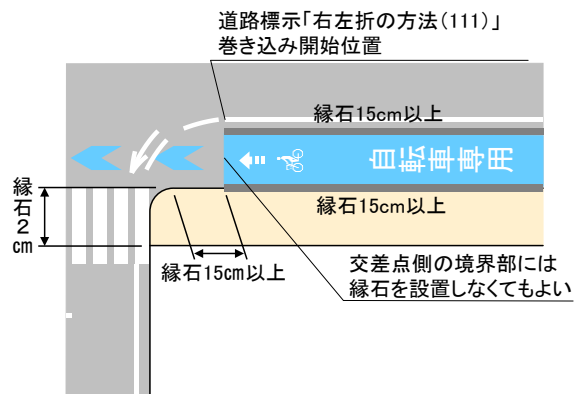 道路標示「右左折の方法(111)」
巻き込み開始位置
縁石15cm以上
自転車専用
縁石2cm
縁石15cm以上
縁石15cm以上
交差点側の境界部には
縁石を設置しなくてもよい